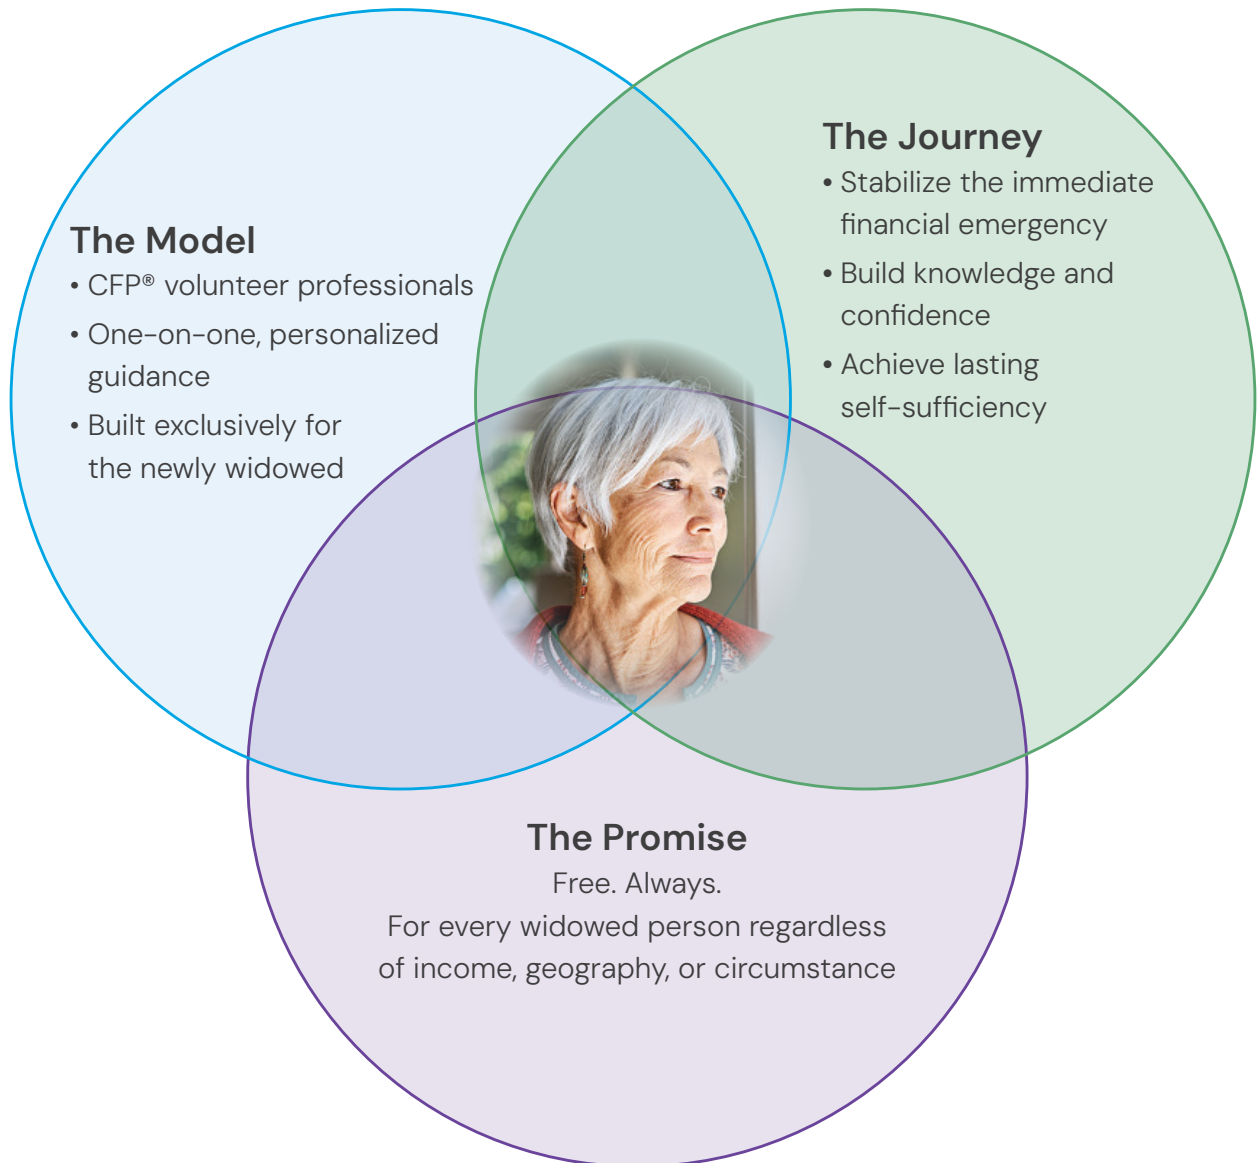 The Model
• CFP® volunteer professionals
• One-on-one, personalized
guidance
• Built exclusively for
the newly widowed
The Journey
• Stabilize the immediate
financial emergency
• Build knowledge and
confidence
• Achieve lasting
self-sufficiency
The Promise
Free. Always.
For every widowed person regardless
of income, geography, or circumstance